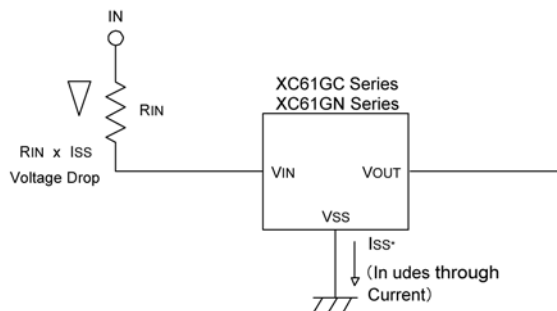 IN
XC61GC Series
XC61GN Series
RIN
RIN x ISS
Voltage Drop
VIN
VOUT
VSS
ISS*
(In udes through
Current)